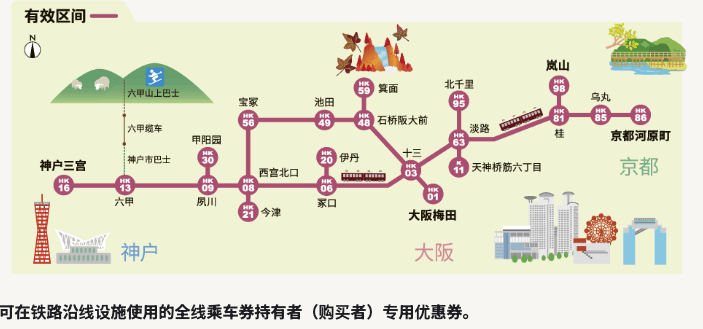 有效区间
N
六甲山上巴士
六甲缆车
神户市巴士
神户三宫
HK 16
HK 13
六甲
甲阳园
HK 30
HK 09
夙川
宝冢
HK 56
HK 08
西宫北口
HK 21
今津
池田
HK 49
HK 59
箕面
HK 48
石桥阪大前
HK 20
伊丹
HK 06
冢口
十三
HK 03
HK 01
大阪梅田
北千里
HK 95
HK 63
淡路
K 11
天神桥筋六丁目
岚山
HK 98
HK 81
桂
乌丸
HK 85
HK 86
京都河原町
神户
大阪
京都
可在铁路沿线设施使用的全线乘车券持有者（购买者）专用优惠券。